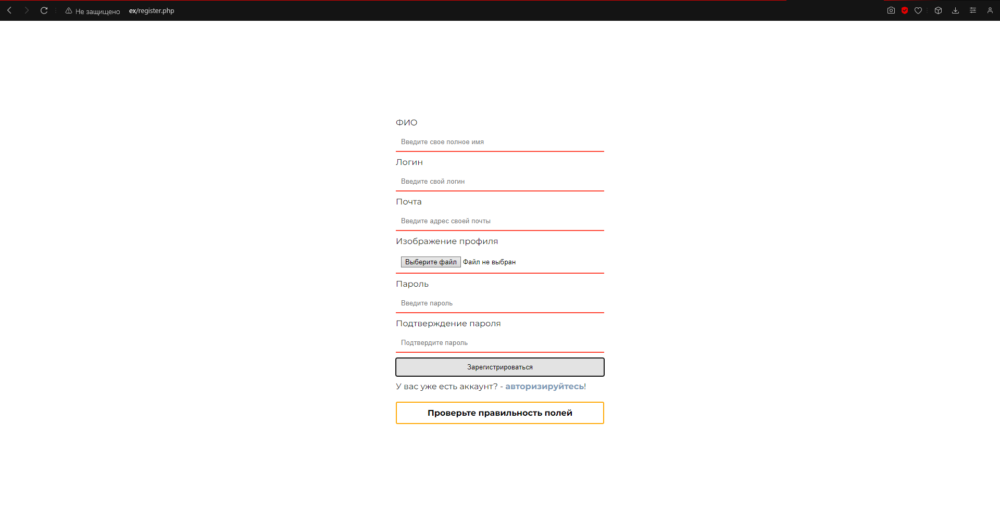 Не защищено ex/register.php
ФИО
Введите свое полное имя
Логин
Введите свой логин
Почта
Введите адрес своей почты
Изображение профиля
Выберите файл Файл не выбран
Пароль
Введите пароль
Подтверждение пароля
Подтвердите пароль
Зарегистрироваться
У вас уже есть аккаунт? - авторизируйтесь!
Проверьте правильность полей